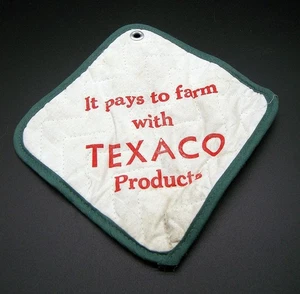 It pays to farm
with
TEXACO
Products